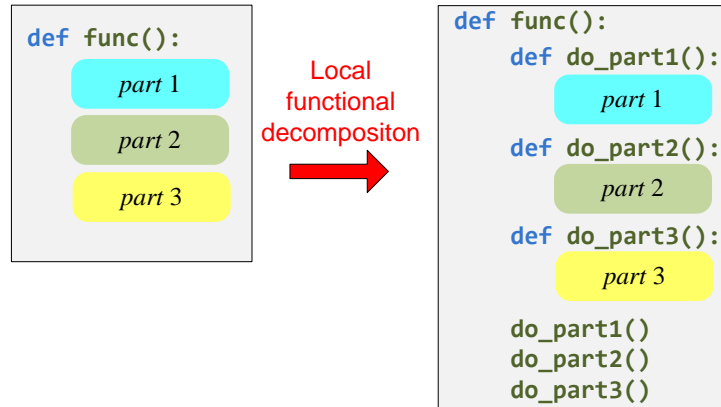 def func():
part 1
part 2
part 3
Local
functional
decompositon
def func():
def do_part1():
part 1
def do_part2():
part 2
def do_part3():
part 3
do_part1()
do_part2()
do_part3()